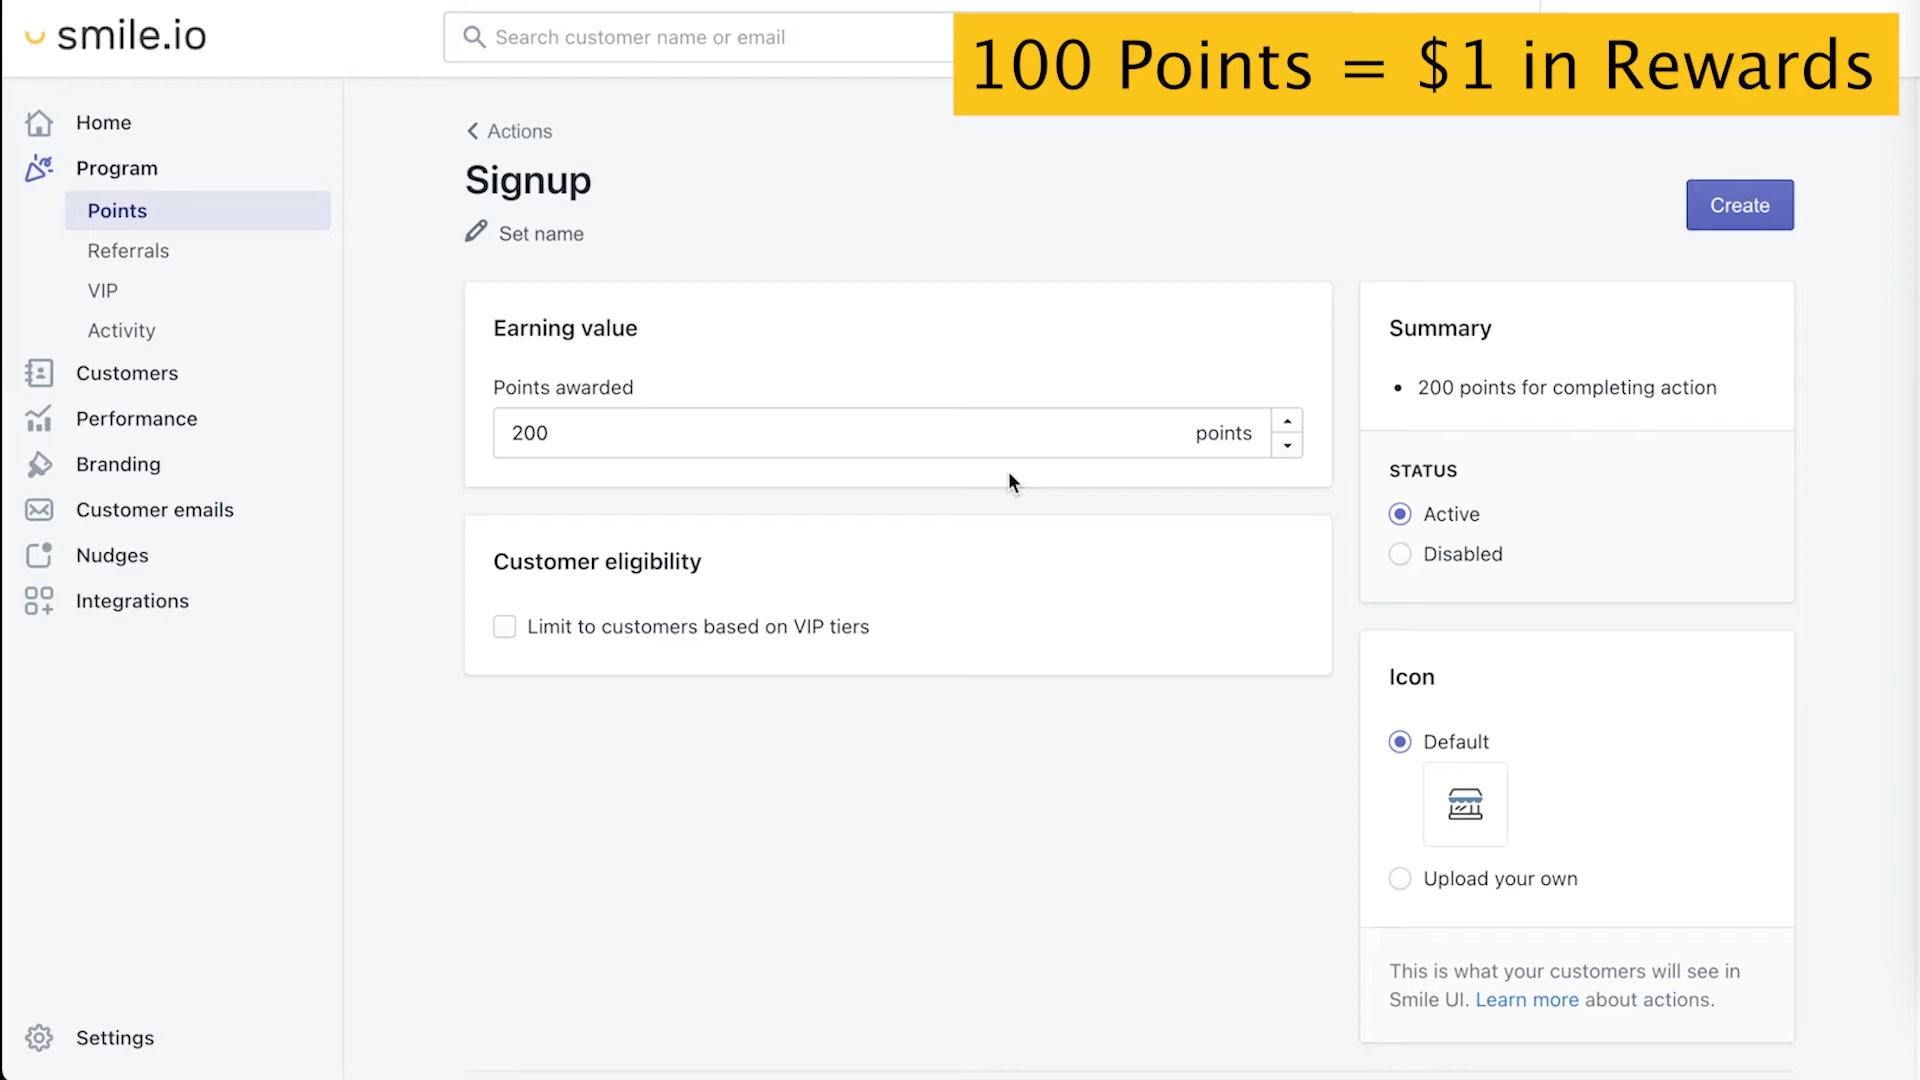 smile.io
Search customer name or email
100 Points = $1 in Rewards
Home
Program
Points
Referrals
VIP
Activity
Customers
Performance
Branding
Customer emails
Nudges
Integrations
Settings
Actions
Signup
Set name
Create
Earning value
Points awarded
200 points
Customer eligibility
Limit to customers based on VIP tiers
Summary
• 200 points for completing action
STATUS
Active
Disabled
Icon
Default
Upload your own
This is what your customers will see in
Smile UI. Learn more about actions.